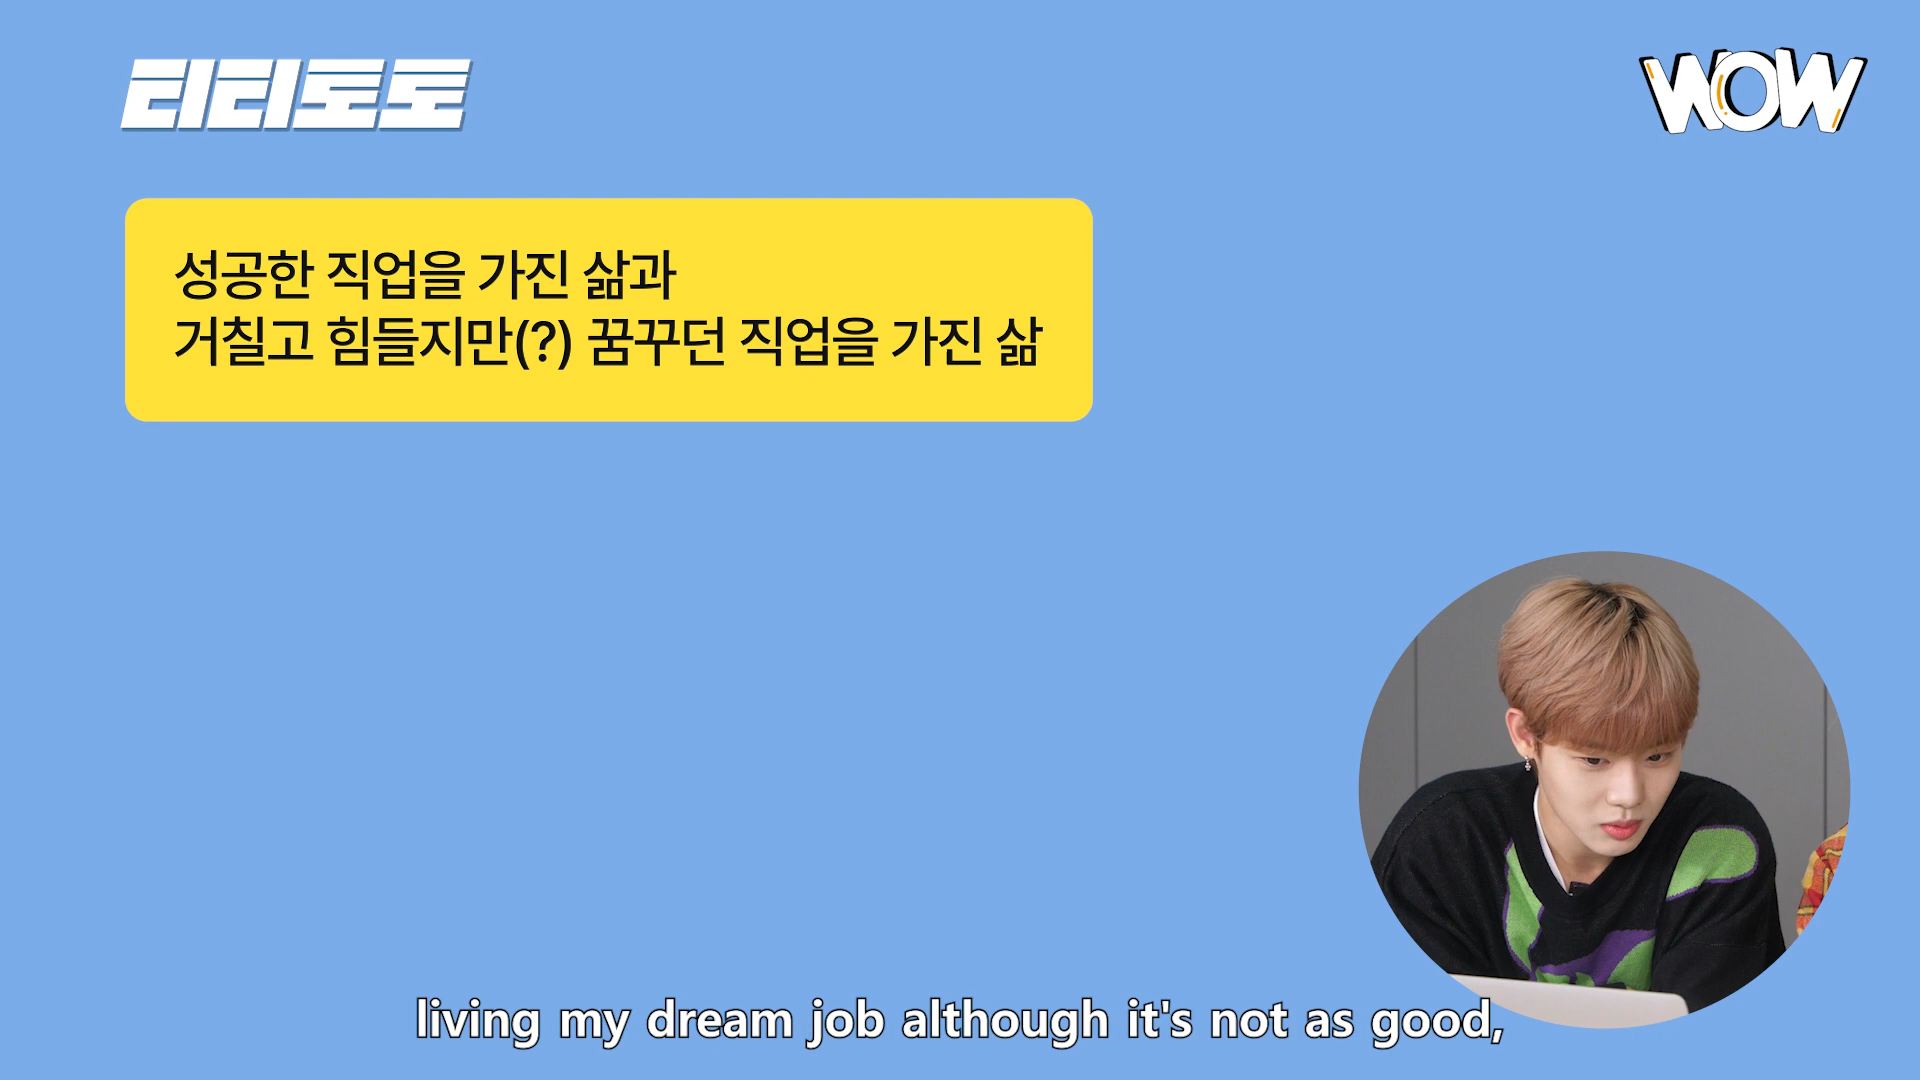 티티토토
WOW
성공한 직업을 가진 삶과
거칠고 힘들지만(?) 꿈꾸던 직업을 가진 삶
living my dream job although it's not as good,